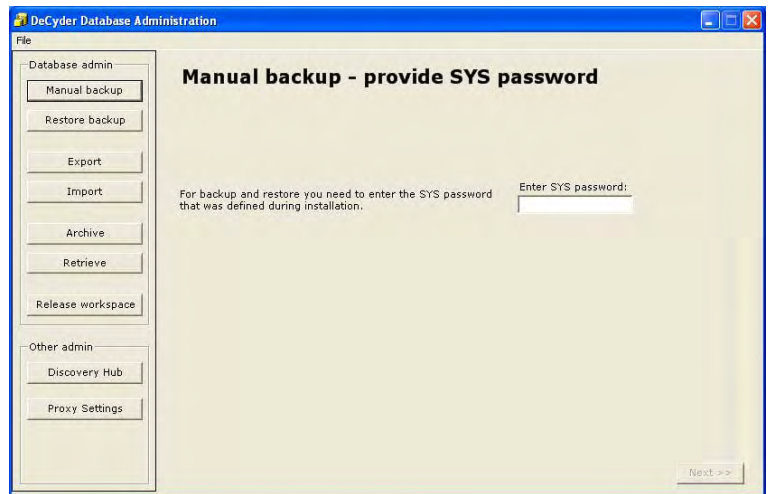 DeCyder Database Administration
File
Database admin
Manual backup
Restore backup
Export
Import
Archive
Retrieve
Release workspace
Other admin
Discovery Hub
Proxy Settings
Manual backup - provide SYS password
For backup and restore you need to enter the SYS password
that was defined during installation.
Enter SYS password:
Next >>